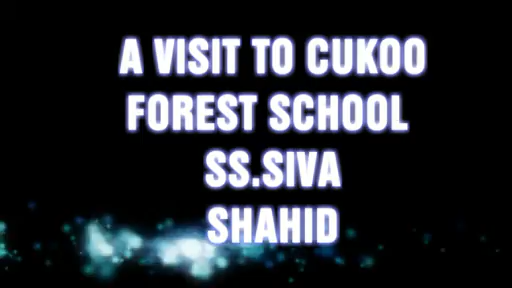 A VISIT TO CUKOO
FOREST SCHOOL
SS.SIVA
SHAHID